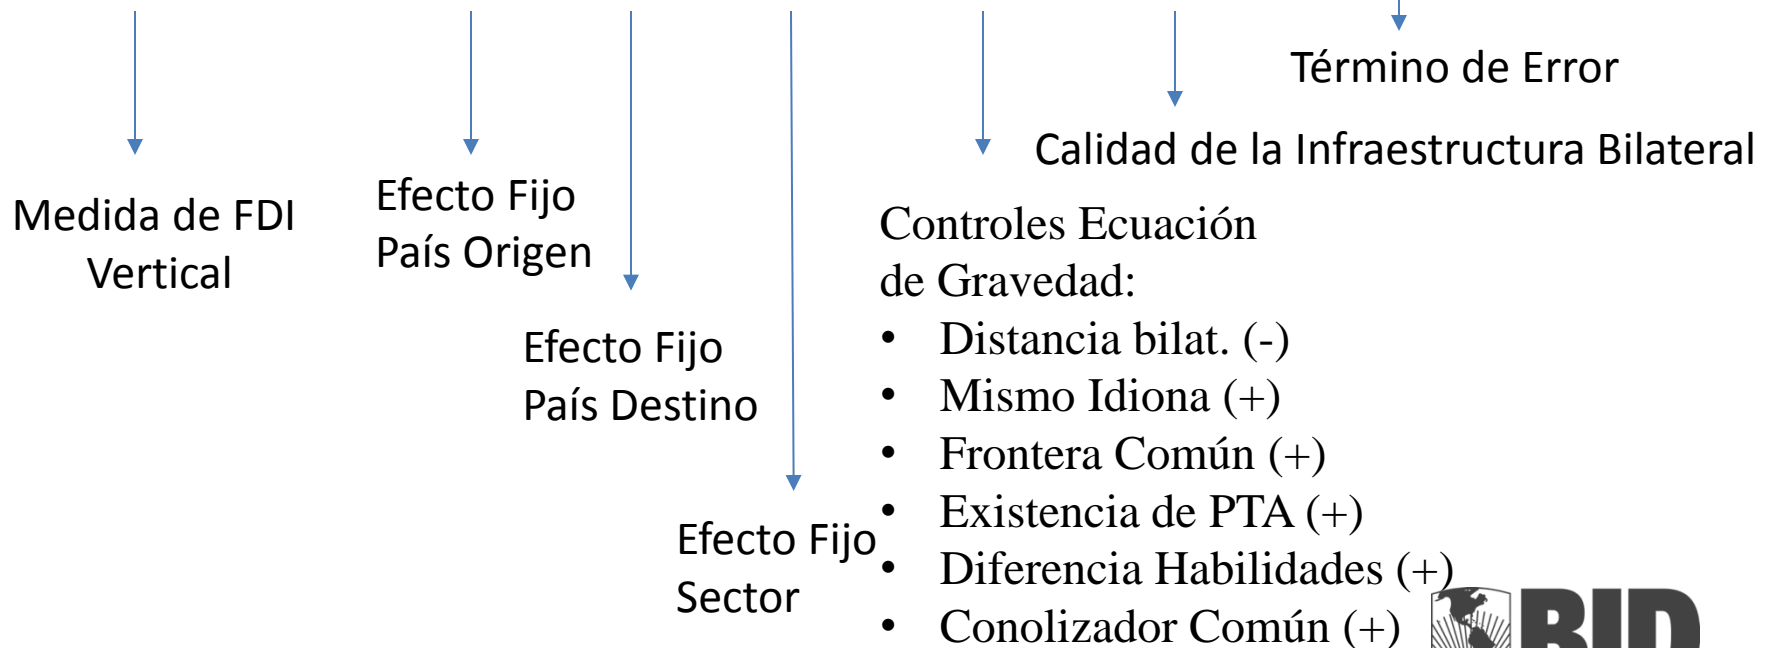 Término de Error
Calidad de la Infraestructura Bilateral
Medida de FDI
Vertical
Efecto Fijo
País Origen
Efecto Fijo
País Destino
Efecto Fijo
Sector
Controles Ecuación
de Gravedad:
• Distancia bilat. (-)
• Mismo Idiona (+)
• Frontera Común (+)
• Existencia de PTA (+)
• Diferencia Habilidades (+)
• Conolizador Común (+)
BID